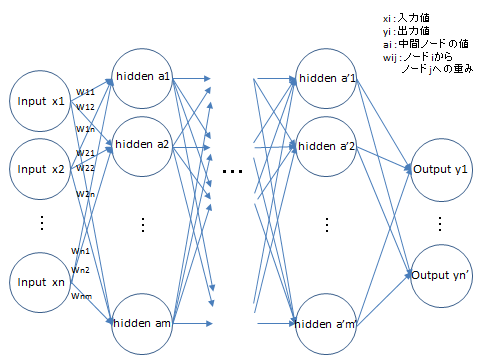 xi：入力値
yi：出力値
ai：中間ノードの値
wij：ノードiから
ノードjへの重み
Input x1
Input x2
⋮
Input xn
W11
W12
W1n
W21
W22
W2n
Wn1
Wn2
Wnm
hidden a1
hidden a2
⋮
hidden am
…
hidden a'1
hidden a'2
⋮
hidden a'm'
Output y1
⋮
Output yn'